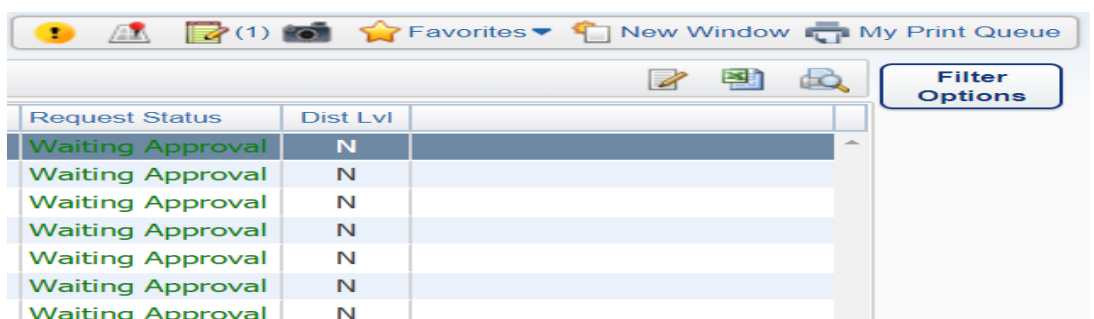 (1) Favorites New Window My Print Queue
Filter
Options
Request Status Dist Lvl
Waiting Approval N
Waiting Approval N
Waiting Approval N
Waiting Approval N
Waiting Approval N
Waiting Approval N
Waiting Approval N